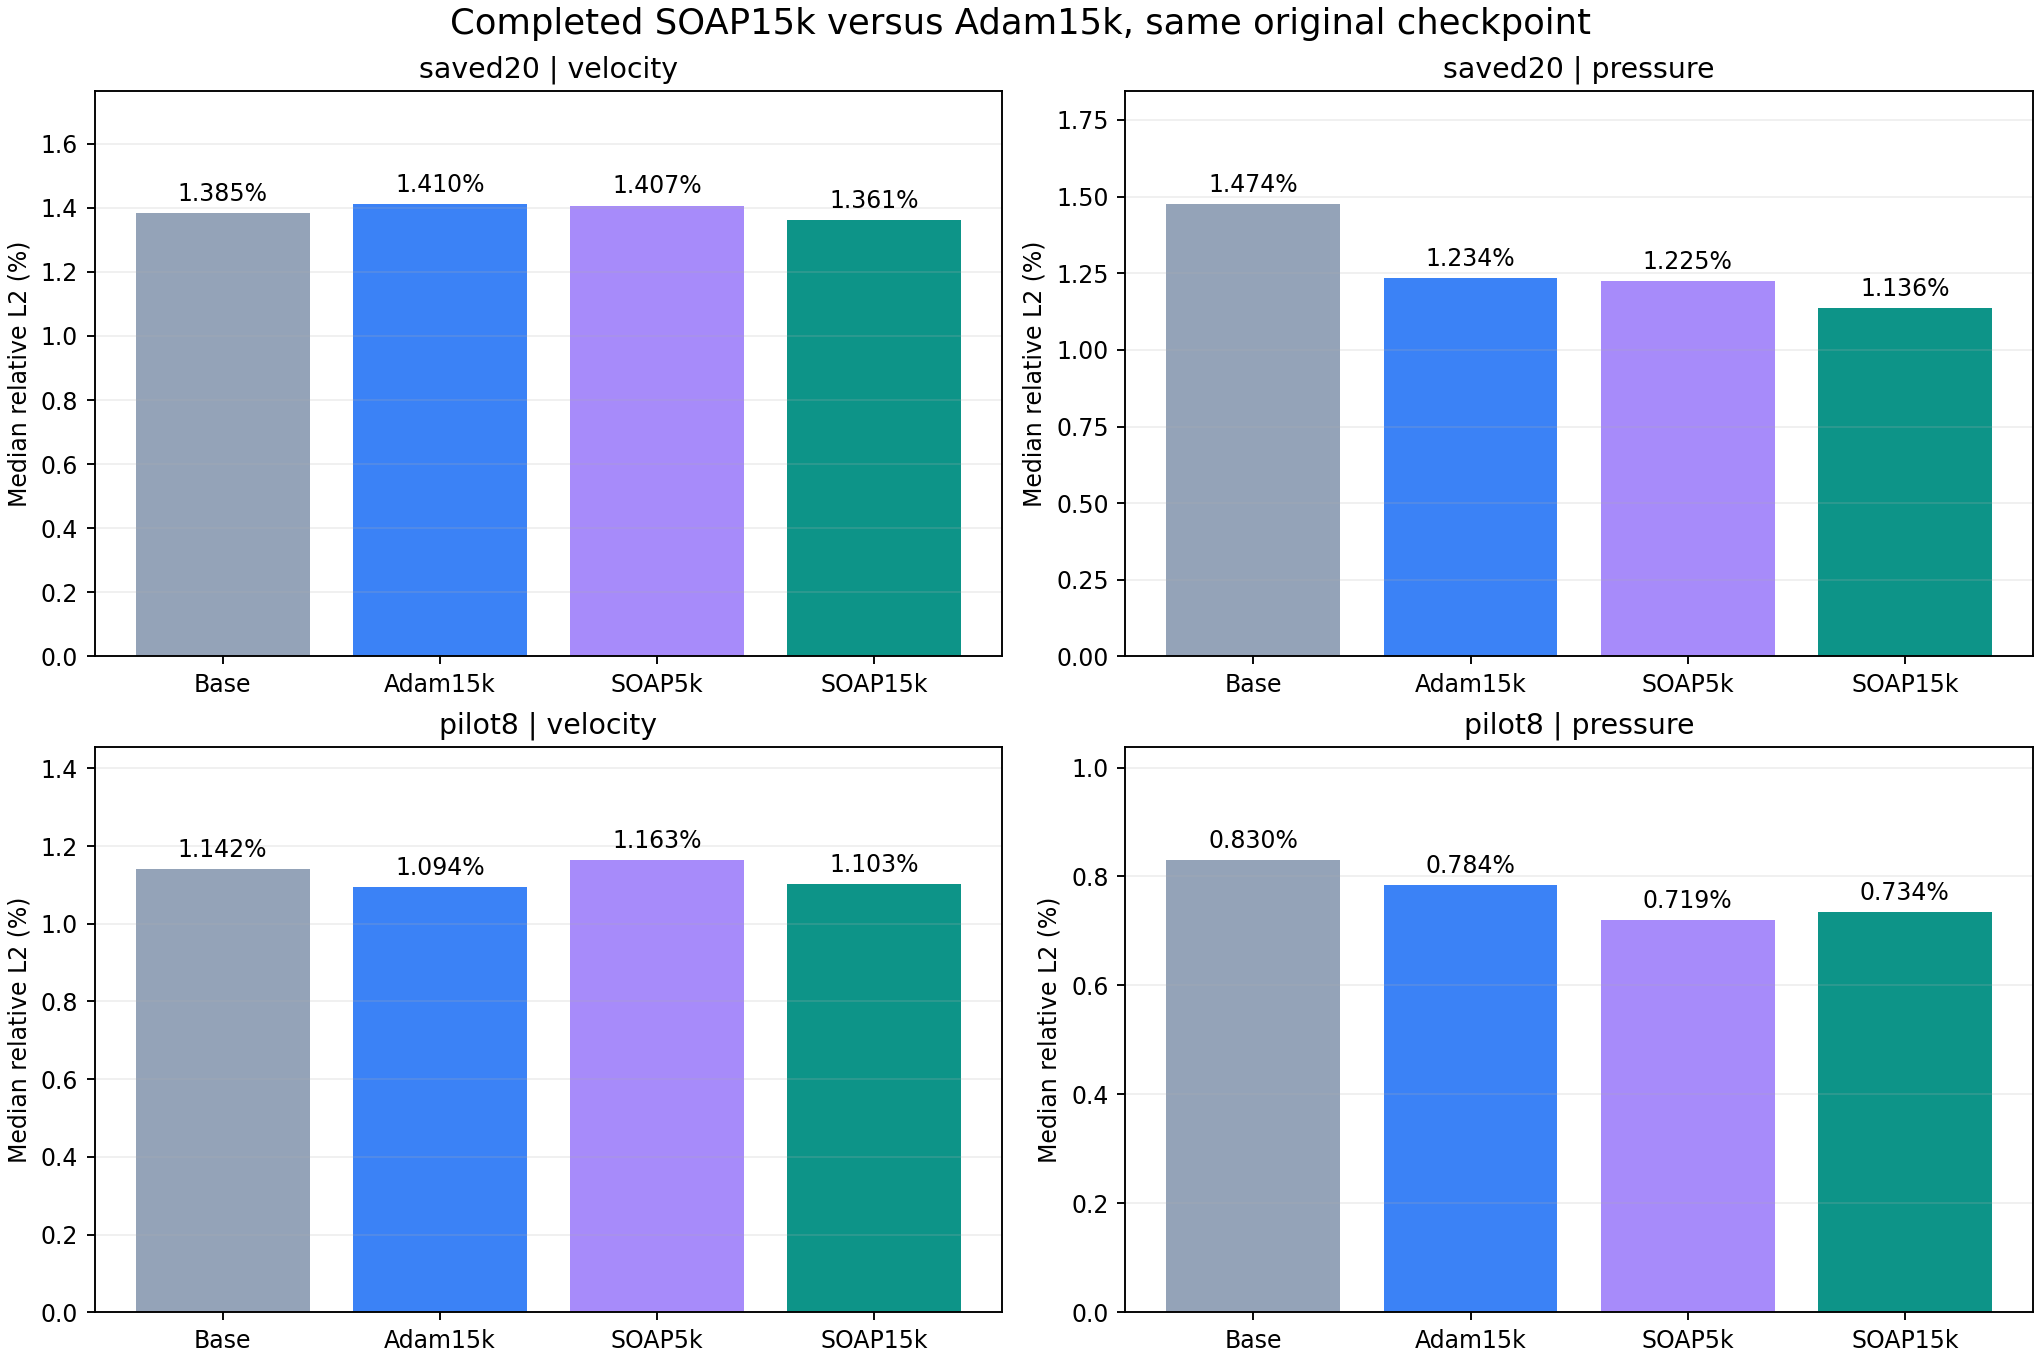 Completed SOAP15k versus Adam15k, same original checkpoint
saved20 | velocity
Median relative L2 (%)
1.6
1.4
1.2
1.0
0.8
0.6
0.4
0.2
0.0
1.385%
1.410%
1.407%
1.361%
Base
Adam15k
SOAP5k
SOAP15k
saved20 | pressure
Median relative L2 (%)
1.75
1.50
1.25
1.00
0.75
0.50
0.25
0.00
1.474%
1.234%
1.225%
1.136%
Base
Adam15k
SOAP5k
SOAP15k
pilot8 | velocity
Median relative L2 (%)
1.4
1.2
1.0
0.8
0.6
0.4
0.2
0.0
1.142%
1.094%
1.163%
1.103%
Base
Adam15k
SOAP5k
SOAP15k
pilot8 | pressure
Median relative L2 (%)
1.0
0.8
0.6
0.4
0.2
0.0
0.830%
0.784%
0.719%
0.734%
Base
Adam15k
SOAP5k
SOAP15k